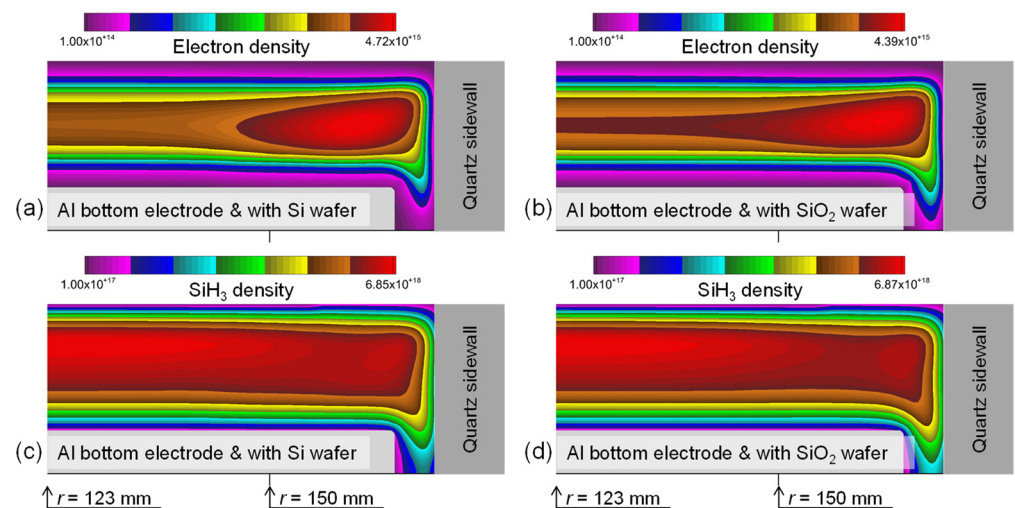 1.00x10⁺¹⁴ Electron density 4.72x10⁺¹⁵
1.00x10⁺¹⁴ Electron density 4.39x10⁺¹⁵
(a) Al bottom electrode & with Si wafer
Quartz sidewall
(b) Al bottom electrode & with SiO₂ wafer
Quartz sidewall
1.00x10⁺¹⁷ SiH₃ density 6.85x10⁺¹⁸
1.00x10⁺¹⁷ SiH₃ density 6.87x10⁺¹⁸
(c) Al bottom electrode & with Si wafer
Quartz sidewall
(d) Al bottom electrode & with SiO₂ wafer
Quartz sidewall
r = 123 mm
r = 150 mm
r = 123 mm
r = 150 mm